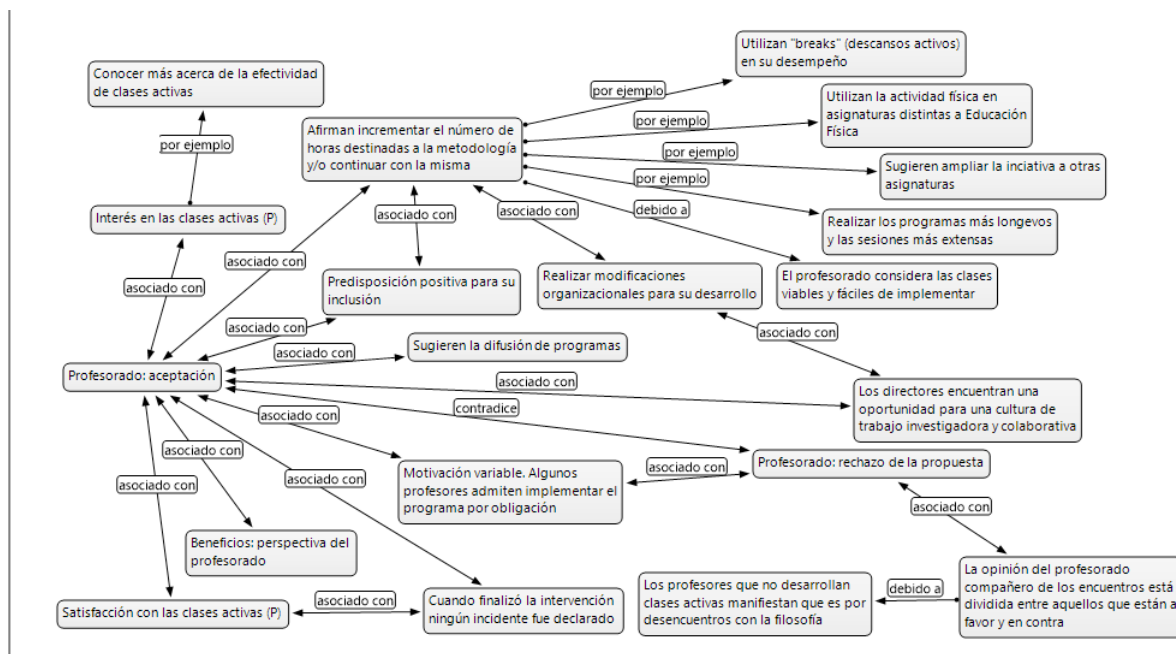 Utilizan "breaks" (descansos activos)
en su desempeño
Conocer más acerca de la efectividad
de clases activas
por ejemplo
Utilizan la actividad física en
asignaturas distintas a Educación
Física
por ejemplo
Afirman incrementar el número de
horas destinadas a la metodología
y/o continuar con la misma
por ejemplo
por ejemplo
Sugieren ampliar la inciativa a otras
asignaturas
por ejemplo
Interés en las clases activas (P)
asociado con
asociado con
debido a
Realizar los programas más longevos
y las sesiones más extensas
asociado con
Predisposición positiva para su
inclusión
Realizar modificaciones
organizacionales para su desarrollo
El profesorado considera las clases
viables y fáciles de implementar
asociado con
asociado con
asociado con
asociado con
Sugieren la difusión de programas
Profesorado: aceptación
asociado con
Los directores encuentran una
oportunidad para una cultura de
trabajo investigadora y colaborativa
contradice
asociado con
asociado con
Motivación variable. Algunos
profesores admiten implementar el
programa por obligación
asociado con
Profesorado: rechazo de la propuesta
asociado con
asociado con
asociado con
Beneficios: perspectiva del
profesorado
La opinión del profesorado
compañero de los encuentros está
dividida entre aquellos que están a
favor y en contra
debido a
Los profesores que no desarrollan
clases activas manifiestan que es por
desencuentros con la filosofía
Satisfacción con las clases activas (P)
asociado con
Cuando finalizó la intervención
ningún incidente fue declarado